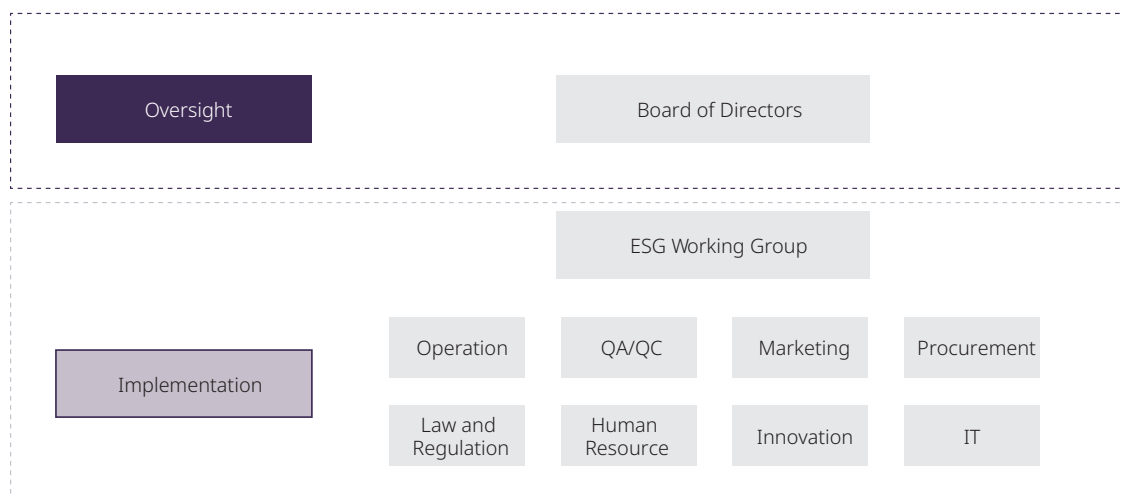 Oversight
Board of Directors
ESG Working Group
Operation
QA/QC
Marketing
Procurement
Implementation
Law and
Regulation
Human
Resource
Innovation
IT